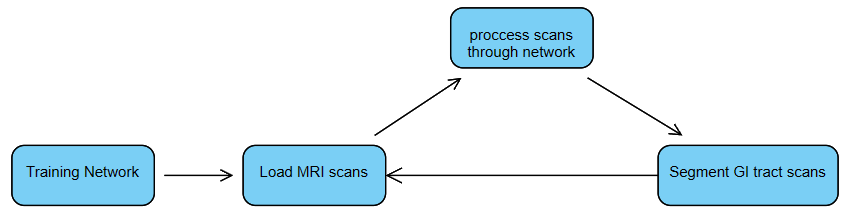 proccess scans
through network
Training Network
Load MRI scans
Segment GI tract scans